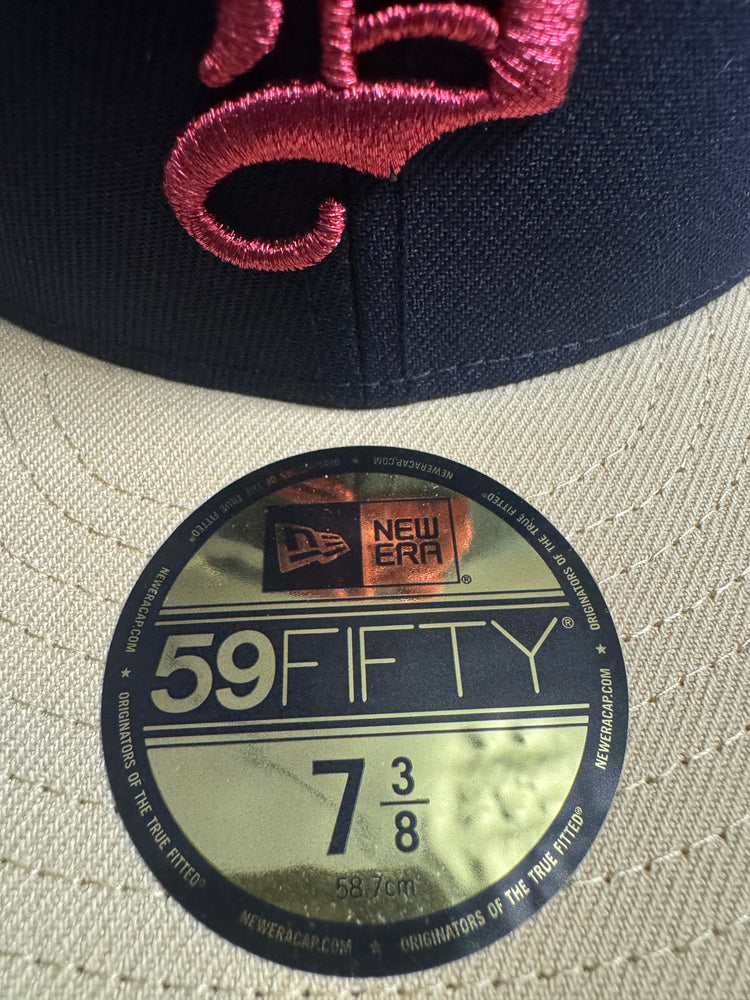 NEW
ERA
®
59FIFTY®
7 3/8
58.7cm
NEWERACAP.COM ★ ORIGINATORS OF THE TRUE FITTED® ★ NEWERACAP.COM ★ ORIGINATORS OF THE TRUE FITTED® ★ NEWERACAP.COM ★ ORIGINATORS OF THE TRUE FITTED® ★ NEWERACAP.COM ★ ORIGINATORS OF THE TRUE FITTED®